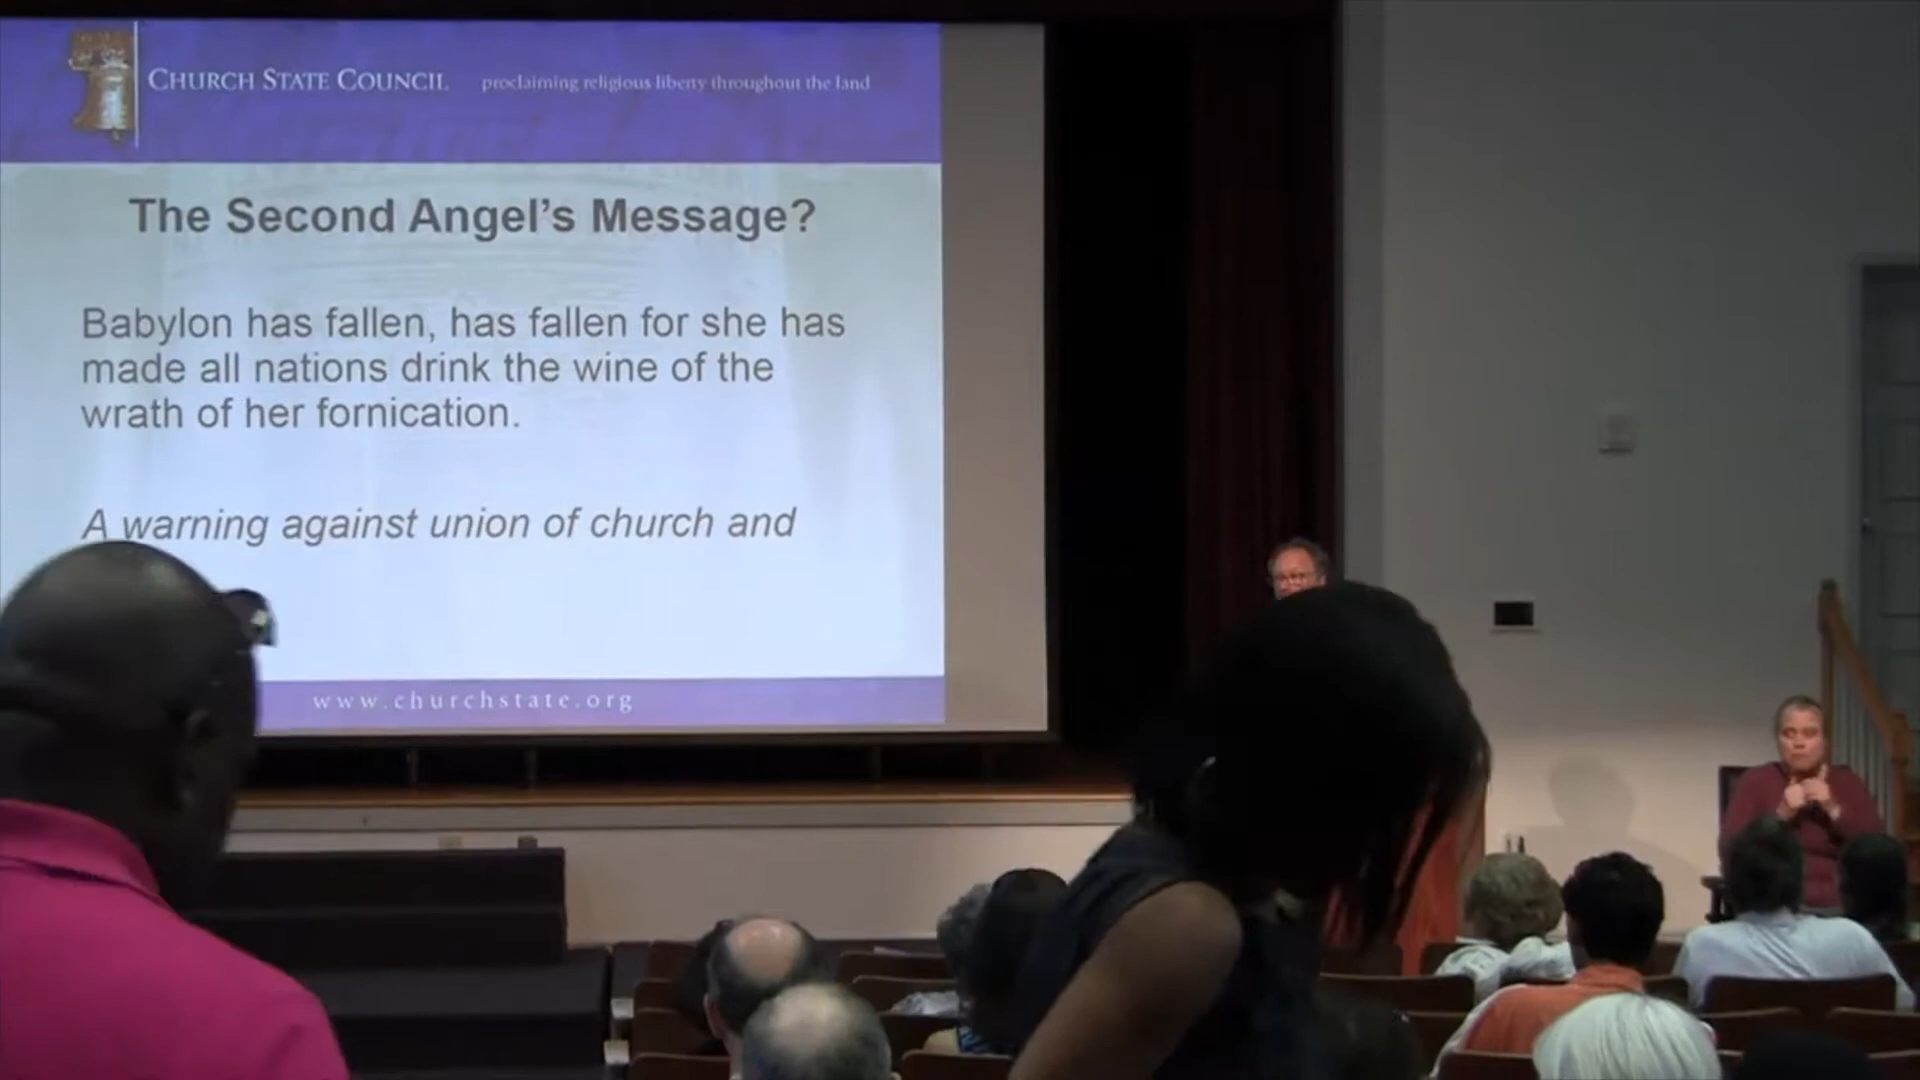 CHURCH STATE COUNCIL proclaiming religious liberty throughout the land
The Second Angel's Message?
Babylon has fallen, has fallen for she has
made all nations drink the wine of the
wrath of her fornication.
A warning against union of church and
www.churchstate.org